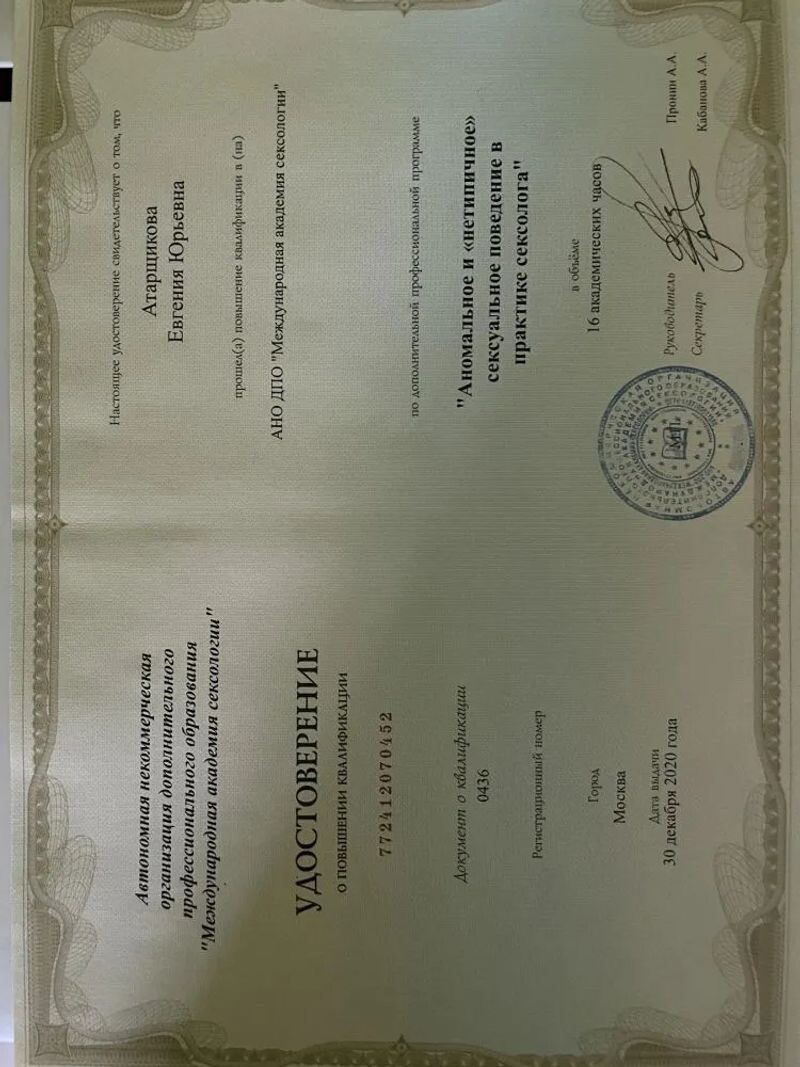 Автономная некоммерческая
организация дополнительного
профессионального образования
"Международная академия сексологии"
УДОСТОВЕРЕНИЕ
О ПОВЫШЕНИИ КВАЛИФИКАЦИИ
772412070452
Документ о квалификации
0436
Регистрационный номер
Город
Москва
Дата выдачи
30 декабря 2020 года
Настоящее удостоверение свидетельствует о том, что
Атарщикова
Евгения Юрьевна
прошел(а) повышение квалификации в (на)
АНО ДПО "Международная академия сексологии"
по дополнительной профессиональной программе
"Аномальное и «нетипичное»
сексуальное поведение в
практике сексолога"
в объёме
16 академических часов
Руководитель Пронин А.А.
Секретарь Кабанова А.А.